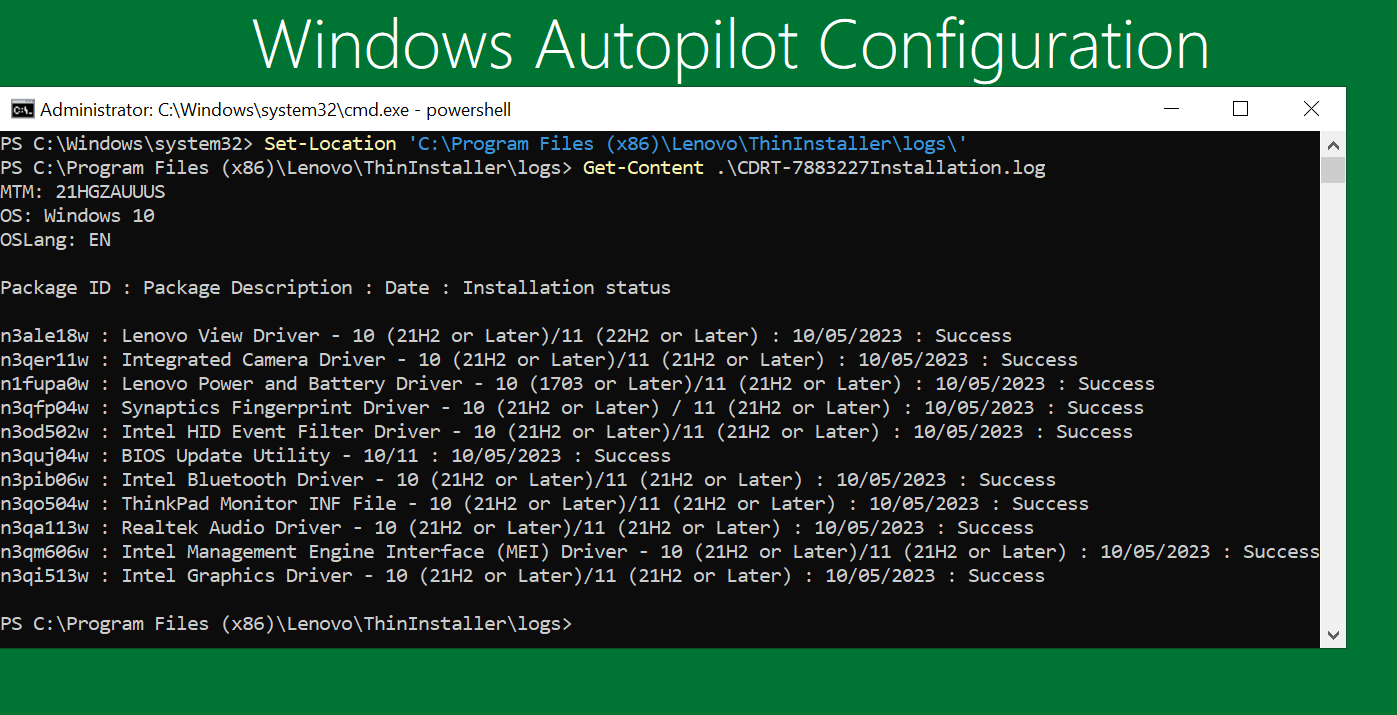 Windows Autopilot Configuration
Administrator: C:\Windows\system32\cmd.exe - powershell
PS C:\Windows\system32> Set-Location 'C:\Program Files (x86)\Lenovo\ThinInstaller\logs\'
PS C:\Program Files (x86)\Lenovo\ThinInstaller\logs> Get-Content .\CDRT-7883227Installation.log
MTM: 21HGZAUUUS
OS: Windows 10
OSLang: EN
Package ID : Package Description : Date : Installation status
n3ale18w : Lenovo View Driver - 10 (21H2 or Later)/11 (22H2 or Later) : 10/05/2023 : Success
n3qer11w : Integrated Camera Driver - 10 (21H2 or Later)/11 (21H2 or Later) : 10/05/2023 : Success
n1fupa0w : Lenovo Power and Battery Driver - 10 (1703 or Later)/11 (21H2 or Later) : 10/05/2023 : Success
n3qfp04w : Synaptics Fingerprint Driver - 10 (21H2 or Later) / 11 (21H2 or Later) : 10/05/2023 : Success
n3od502w : Intel HID Event Filter Driver - 10 (21H2 or Later)/11 (21H2 or Later) : 10/05/2023 : Success
n3quj04w : BIOS Update Utility - 10/11 : 10/05/2023 : Success
n3pib06w : Intel Bluetooth Driver - 10 (21H2 or Later)/11 (21H2 or Later) : 10/05/2023 : Success
n3qo504w : ThinkPad Monitor INF File - 10 (21H2 or Later)/11 (21H2 or Later) : 10/05/2023 : Success
n3qa113w : Realtek Audio Driver - 10 (21H2 or Later)/11 (21H2 or Later) : 10/05/2023 : Success
n3qm606w : Intel Management Engine Interface (MEI) Driver - 10 (21H2 or Later)/11 (21H2 or Later) : 10/05/2023 : Success
n3qi513w : Intel Graphics Driver - 10 (21H2 or Later)/11 (21H2 or Later) : 10/05/2023 : Success
PS C:\Program Files (x86)\Lenovo\ThinInstaller\logs>